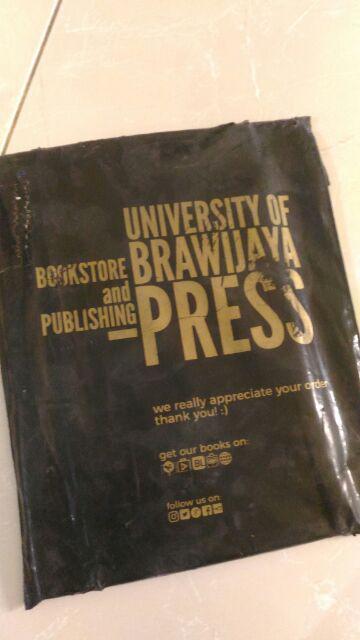 UNIVERSITY OF
BOOKSTORE BRAWIJAYA
and
PUBLISHING - PRESS
we really appreciate your order
thank you! :)
get our books on:
follow us on: